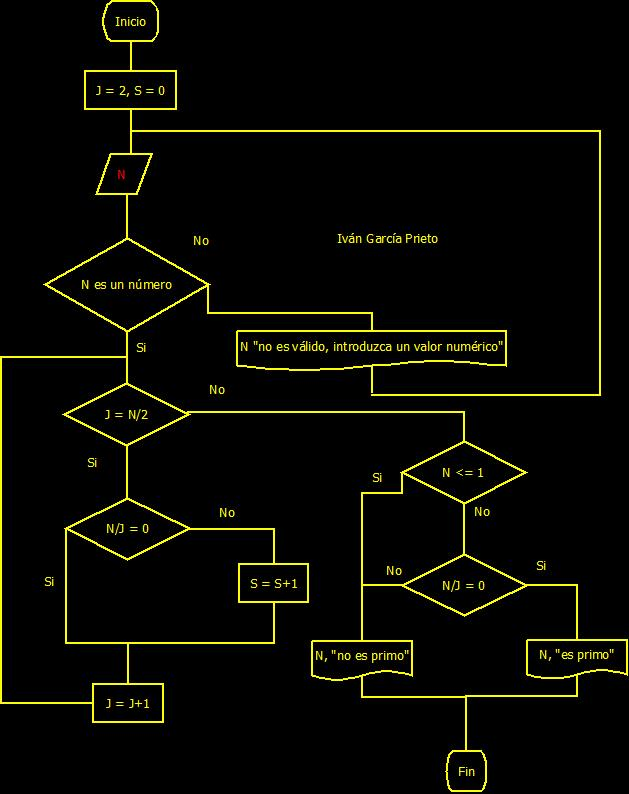 Inicio
J = 2, S = 0
N
No
Iván García Prieto
N es un número
Si
N "no es válido, introduzca un valor numérico"
No
J = N/2
Si
N <= 1
Si
No
No
N/J = 0
Si
S = S+1
No
Si
N/J = 0
N, "no es primo"
N, "es primo"
J = J+1
Fin